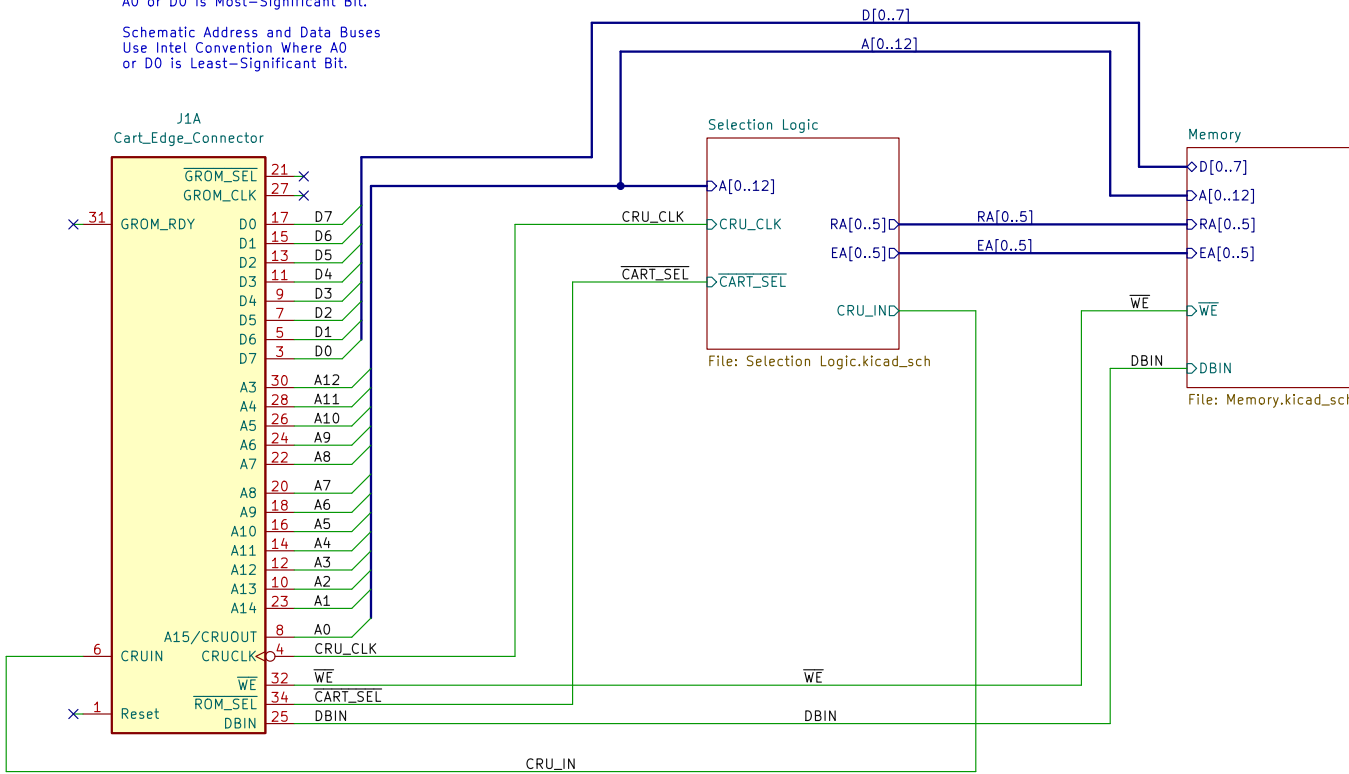 A0 or D0 is Most-Significant Bit.
Schematic Address and Data Buses
Use Intel Convention Where A0
or D0 is Least-Significant Bit.
D[0..7]
A[0..12]
J1A
Cart_Edge_Connector
Selection Logic
Memory
GROM_SEL 21
GROM_CLK 27
31 GROM_RDY
D0 17 D7
D1 15 D6
D2 13 D5
D3 11 D4
D4 9 D3
D5 7 D2
D6 5 D1
D7 3 D0
A3 30 A12
A4 28 A11
A5 26 A10
A6 24 A9
A7 22 A8
A8 20 A7
A9 18 A6
A10 16 A5
A11 14 A4
A12 12 A3
A13 10 A2
A14 23 A1
A15/CRUOUT 8 A0
6 CRUIN
CRUCLK 4 CRU_CLK
WE 32 WE WE
ROM_SEL 34 CART_SEL
1 Reset
DBIN 25 DBIN DBIN
CRU_IN
A[0..12]
CRU_CLK CRU_CLK
CART_SEL CART_SEL
RA[0..5] RA[0..5]
EA[0..5] EA[0..5]
CRU_IN
File: Selection Logic.kicad_sch
D[0..7]
A[0..12]
RA[0..5]
EA[0..5]
WE WE
DBIN DBIN
File: Memory.kicad_sch